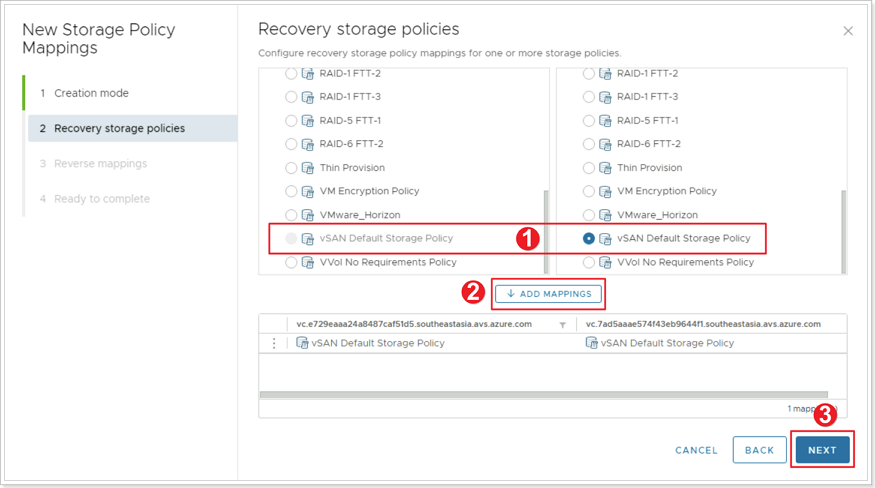 New Storage Policy
Mappings
1 Creation mode
2 Recovery storage policies
3 Reverse mappings
4 Ready to complete
Recovery storage policies
Configure recovery storage policy mappings for one or more storage policies.
RAID-1 FTT-2
RAID-1 FTT-3
RAID-5 FTT-1
RAID-6 FTT-2
Thin Provision
VM Encryption Policy
VMware_Horizon
vSAN Default Storage Policy
VVol No Requirements Policy
RAID-1 FTT-2
RAID-1 FTT-3
RAID-5 FTT-1
RAID-6 FTT-2
Thin Provision
VM Encryption Policy
VMware_Horizon
vSAN Default Storage Policy
VVol No Requirements Policy
1
2
ADD MAPPINGS
vc.e729eaaa24a8487caf51d5.southeastasia.avs.azure.com vc.7ad5aaae574f43eb9644f1.southeastasia.avs.azure.com
vSAN Default Storage Policy vSAN Default Storage Policy
1
3
CANCEL BACK NEXT